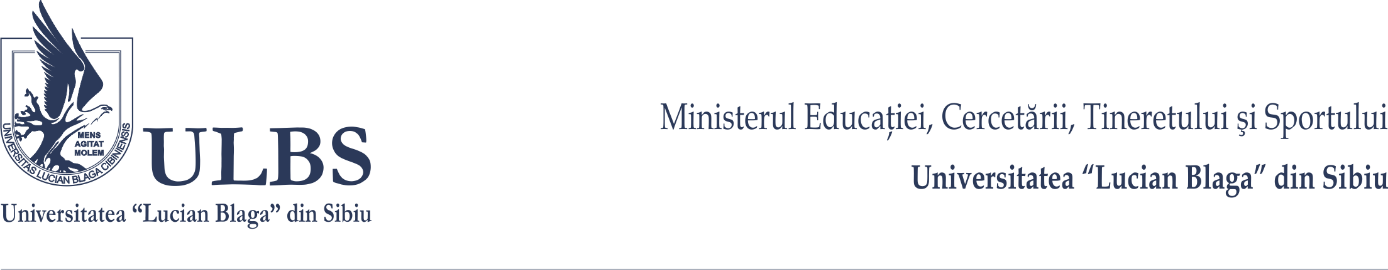 MENS
AGITAT
MOLEM
UNIVERSITAS LUCIAN BLAGA CIBINIENSIS
ULBS
Universitatea “Lucian Blaga” din Sibiu
Ministerul Educației, Cercetării, Tineretului şi Sportului
Universitatea “Lucian Blaga” din Sibiu